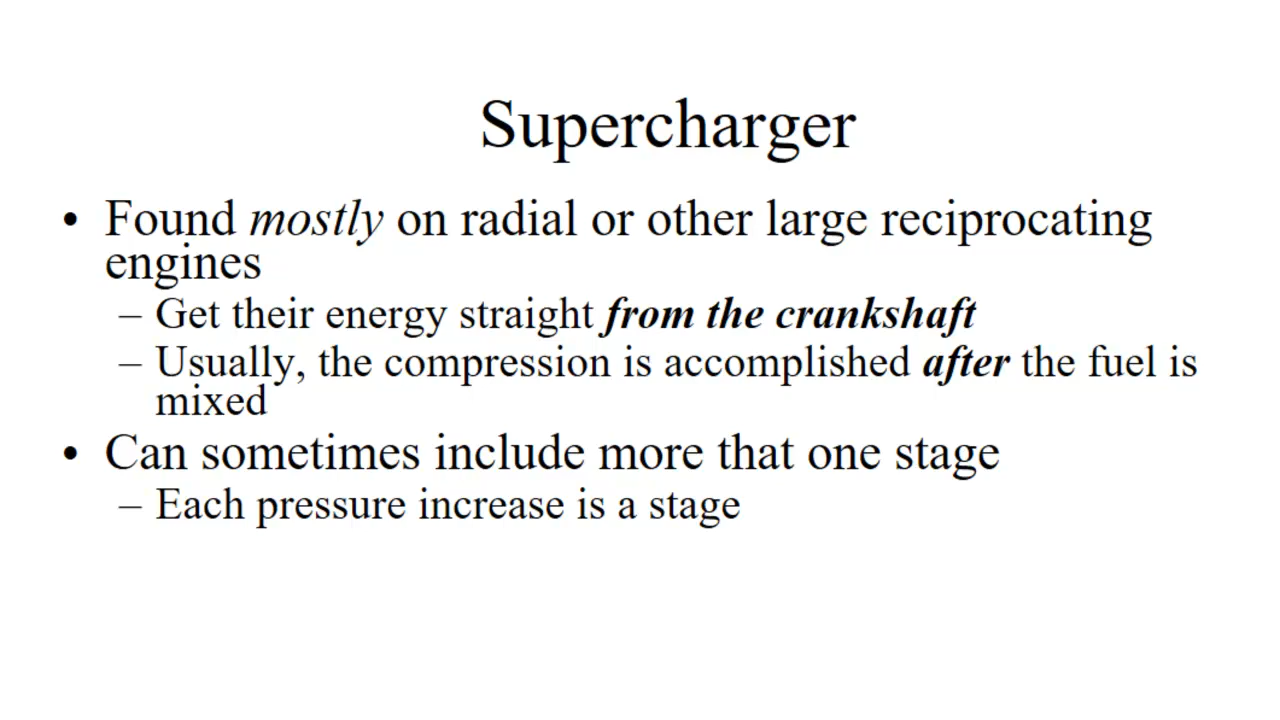 Supercharger
• Found mostly on radial or other large reciprocating
engines
– Get their energy straight from the crankshaft
– Usually, the compression is accomplished after the fuel is
mixed
• Can sometimes include more that one stage
– Each pressure increase is a stage